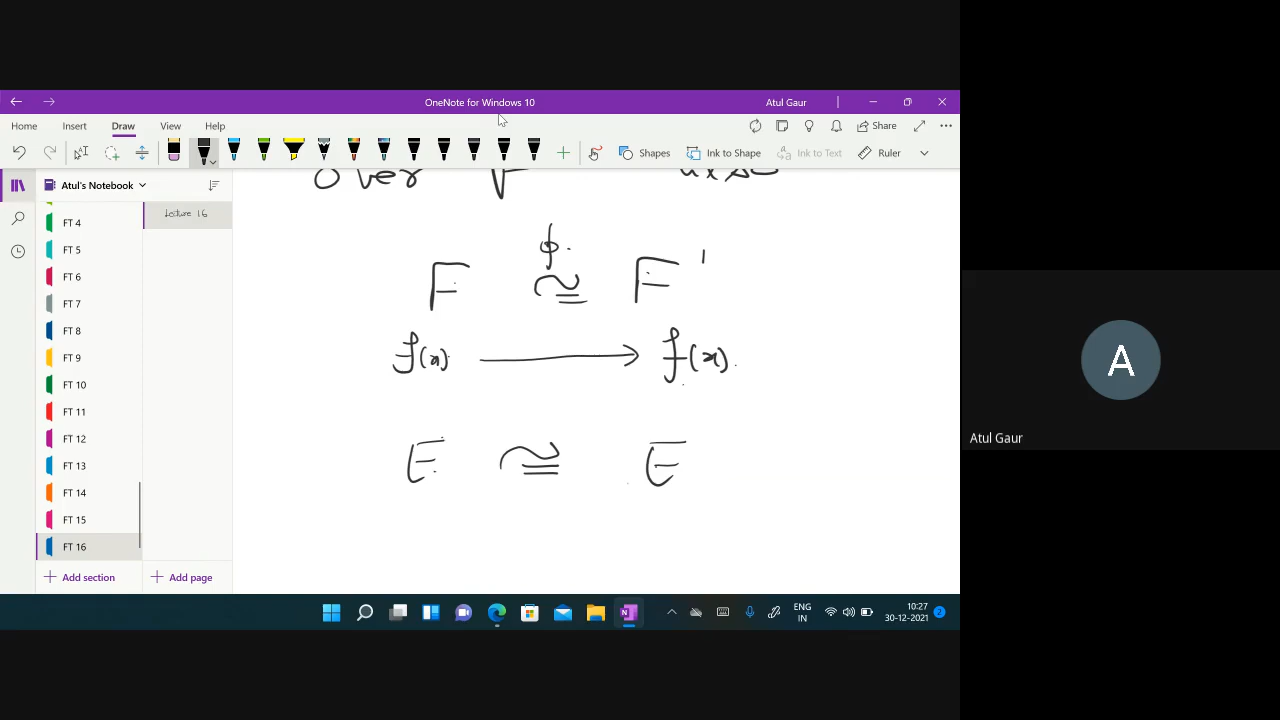 OneNote for Windows 10
Atul Gaur
Home Insert Draw View Help
Share
Shapes
Ink to Shape
Ink to Text
Ruler
Atul's Notebook
Lecture 16
FT 4
FT 5
FT 6
FT 7
FT 8
FT 9
FT 10
FT 11
FT 12
FT 13
FT 14
FT 15
FT 16
Add section
Add page
over F
F ≅ F'
ϕ
f(x) → f(x)
E ≅ E
A
Atul Gaur
ENG
IN
10:27
30-12-2021
2